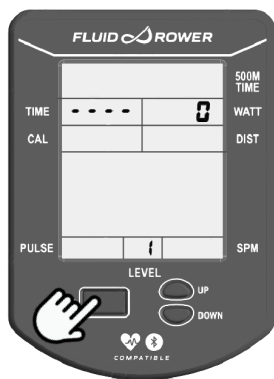 FLUID ROWER
500M
TIME
TIME - - - - 0 WATT
CAL DIST
PULSE 1 SPM
LEVEL
UP
DOWN
COMPATIBLE